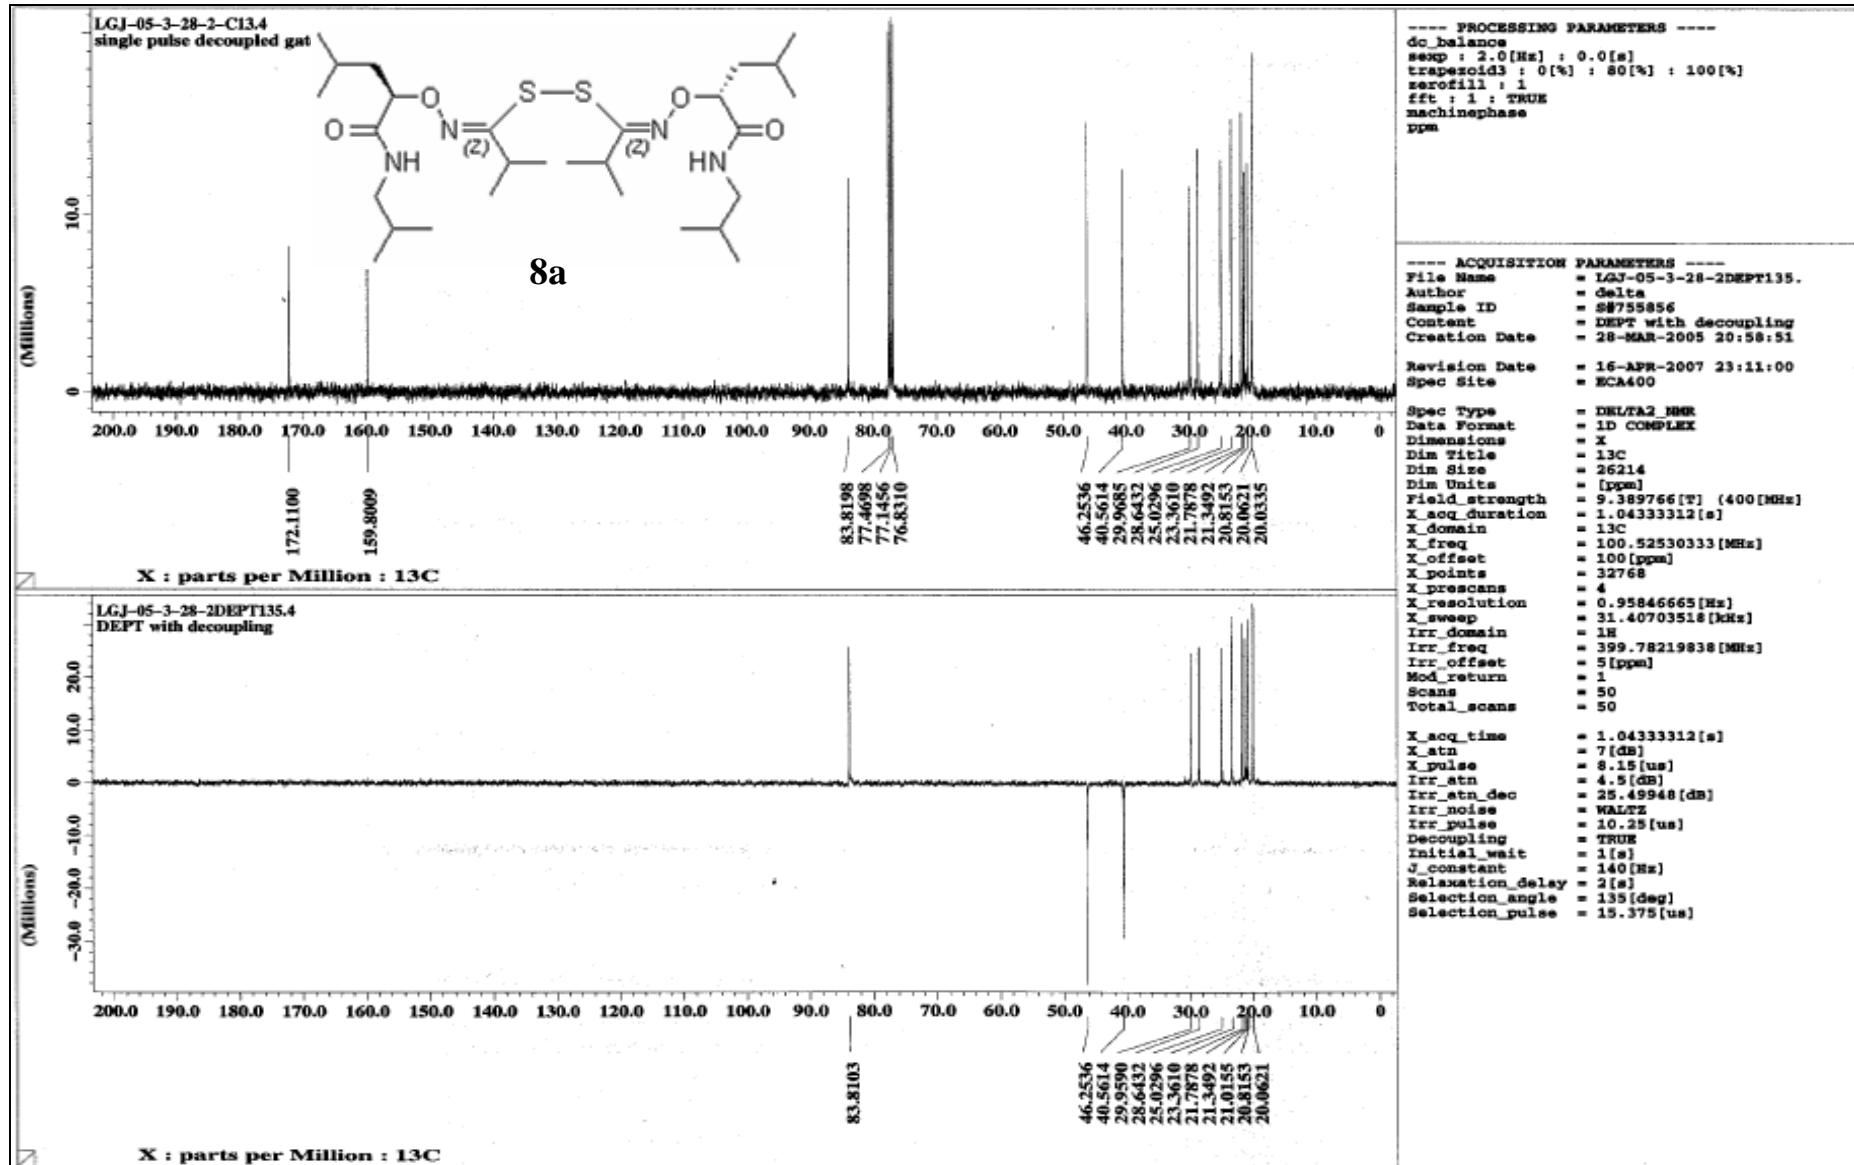 LGJ-05-3-28-2-C13.4
single pulse decoupled gat
S S
O O
N N
(Z) (Z)
O O
NH HN
8a
(Millions)
10.0
0
200.0 190.0 180.0 170.0 160.0 150.0 140.0 130.0 120.0 110.0 100.0 90.0 80.0 70.0 60.0 50.0 40.0 30.0 20.0 10.0 0
172.1100
159.8009
83.8198
77.4698
77.1456
76.8310
46.2536
40.5614
29.9685
28.6432
25.0296
23.3610
21.7878
21.3492
20.8153
20.0621
20.0335
X : parts per Million : 13C
LGJ-05-3-28-2DEPT135.4
DEPT with decoupling
(Millions)
20.0
10.0
0
-10.0
-20.0
-30.0
200.0 190.0 180.0 170.0 160.0 150.0 140.0 130.0 120.0 110.0 100.0 90.0 80.0 70.0 60.0 50.0 40.0 30.0 20.0 10.0 0
83.8103
46.2536
40.5614
29.9590
28.6432
25.0296
23.3610
21.7878
21.3492
21.0155
20.8153
20.0621
X : parts per Million : 13C
---- PROCESSING PARAMETERS ----
dc_balance
sexp : 2.0[Hz] : 0.0[s]
trapezoid3 : 0[%] : 80[%] : 100[%]
zerofill : 1
fft : 1 : TRUE
machinephase
ppm
---- ACQUISITION PARAMETERS ----
File Name = LGJ-05-3-28-2DEPT135.
Author = delta
Sample ID = S#755856
Content = DEPT with decoupling
Creation Date = 28-MAR-2005 20:58:51
Revision Date = 16-APR-2007 23:11:00
Spec Site = ECA400
Spec Type = DELTA2_NMR
Data Format = 1D COMPLEX
Dimensions = X
Dim Title = 13C
Dim Size = 26214
Dim Units = [ppm]
Field_strength = 9.389766[T] (400[MHz]
X_acq_duration = 1.04333312[s]
X_domain = 13C
X_freq = 100.52530333[MHz]
X_offset = 100[ppm]
X_points = 32768
X_prescans = 4
X_resolution = 0.95846665[Hz]
X_sweep = 31.40703518[kHz]
Irr_domain = 1H
Irr_freq = 399.78219838[MHz]
Irr_offset = 5[ppm]
Mod_return = 1
Scans = 50
Total_scans = 50
X_acq_time = 1.04333312[s]
X_atn = 7[dB]
X_pulse = 8.15[us]
Irr_atn = 4.5[dB]
Irr_atn_dec = 25.49948[dB]
Irr_noise = WALTZ
Irr_pulse = 10.25[us]
Decoupling = TRUE
Initial_wait = 1[s]
J_constant = 140[Hz]
Relaxation_delay = 2[s]
Selection_angle = 135[deg]
Selection_pulse = 15.375[us]